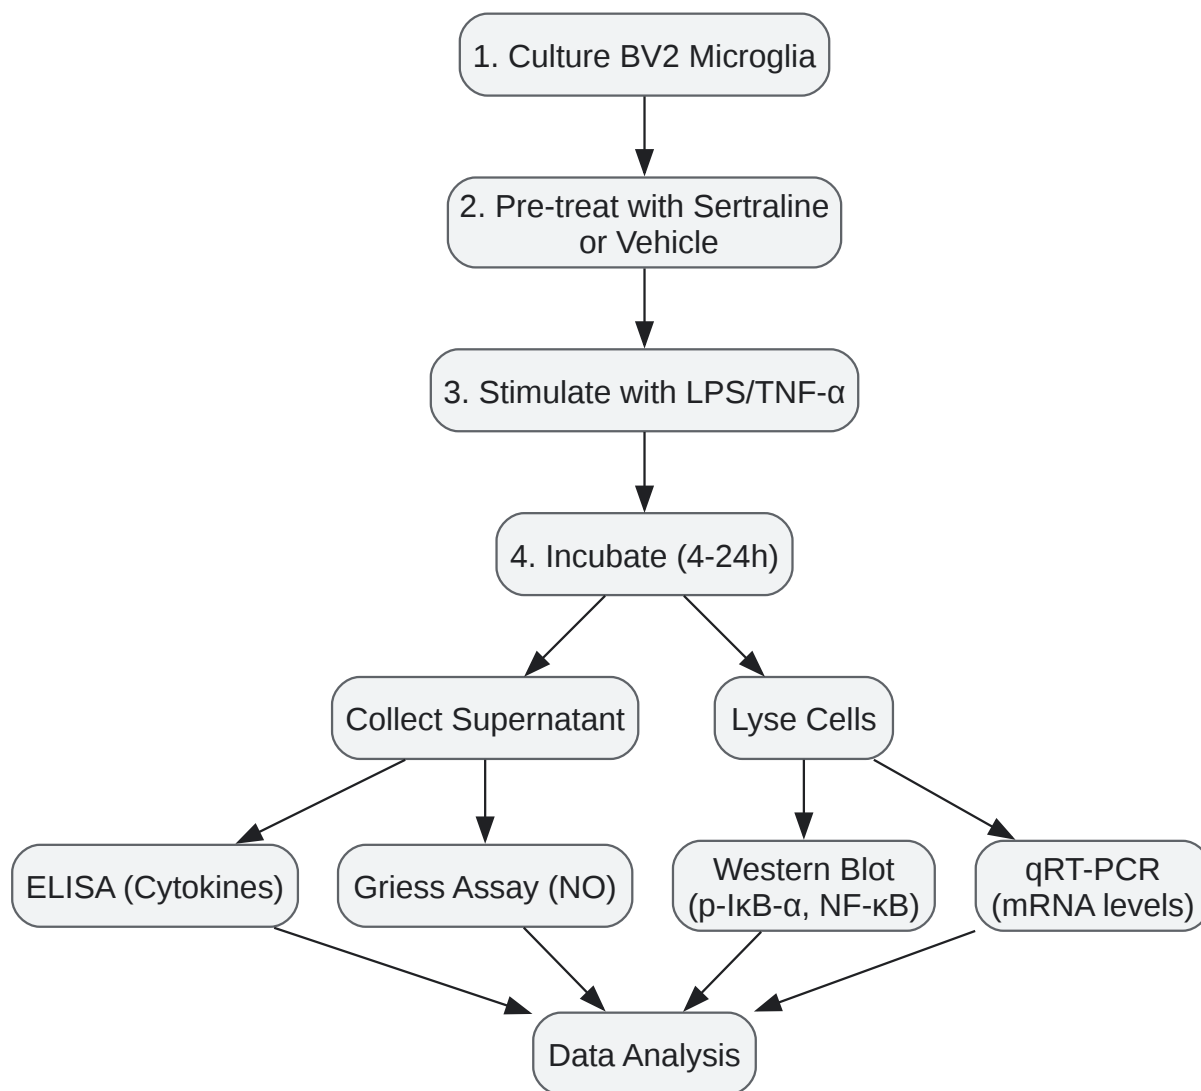 1. Culture BV2 Microglia
2. Pre-treat with Sertraline
or Vehicle
3. Stimulate with LPS/TNF-α
4. Incubate (4-24h)
Collect Supernatant
Lyse Cells
ELISA (Cytokines)
Griess Assay (NO)
Western Blot
(p-IκB-α, NF-κB)
qRT-PCR
(mRNA levels)
Data Analysis